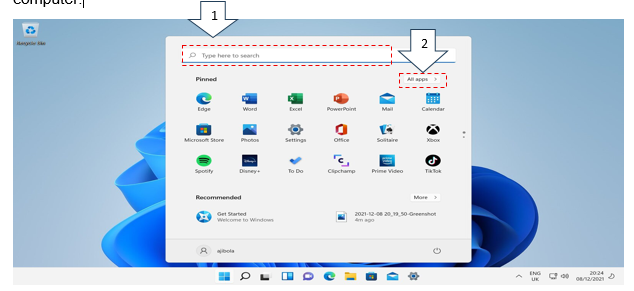 computer.
1
2
Recycle Bin
Type here to search
Pinned
All apps >
Edge Word Excel PowerPoint Mail Calendar
Microsoft Store Photos Settings Office Solitaire Xbox
Spotify Disney+ To Do Clipchamp Prime Video TikTok
Recommended
More >
Get Started
Welcome to Windows
2021-12-08 20_19_50-Greenshot
4m ago
ajibola
ENG
UK
20:24
08/12/2021